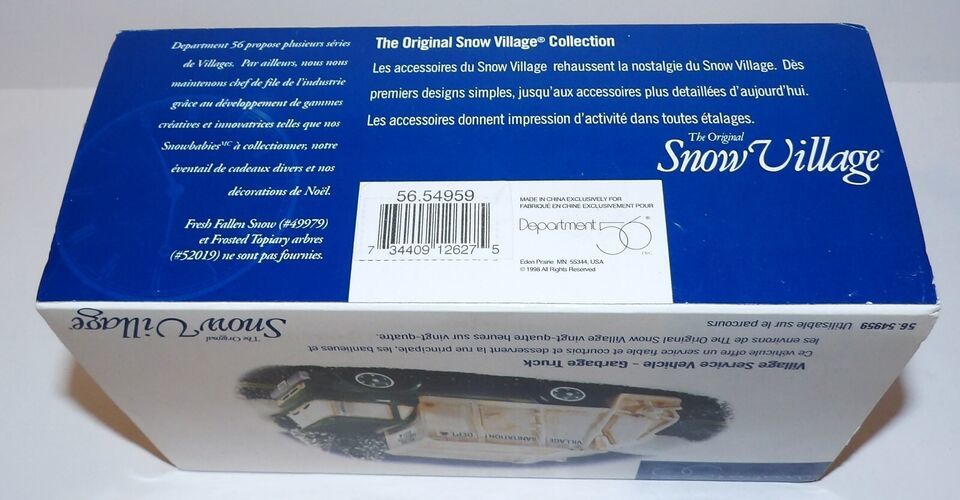 Department 56 propose plusieurs séries
de Villages. Par ailleurs, nous nous
maintenons chef de file de l'industrie
grâce au développement de gammes
créatives et innovatrices telles que nos
Snowbabies MC à collectionner, notre
éventail de cadeaux divers et nos
décorations de Noël.
Fresh Fallen Snow (#49979)
et Frosted Topiary arbres
(#52019) ne sont pas fournies.
The Original Snow Village® Collection
Les accessoires du Snow Village rehaussent la nostalgie du Snow Village. Dès
premiers designs simples, jusqu'aux accessoires plus detaillées d'aujourd'hui.
Les accessoires donnent impression d'activité dans toutes étalages.
The Original
Snow Village®
56.54959
7 34409 12627 5
MADE IN CHINA EXCLUSIVELY FOR
FABRIQUÉ EN CHINE EXCLUSIVEMENT POUR
Department 56®
INC.
Eden Prairie MN 55344, USA
© 1998 All Rights Reserved
The Original
Snow Village®
Village Service Vehicle - Garbage Truck
Ce véhicule offre un service fiable et courtois et desservent la rue principale, les banlieues et
les environs de The Original Snow Village vingt-quatre heures sur vingt-quatre.
56.54959 Utilisable sur le parcours
VILLAGE
SANITATION DEPT
56